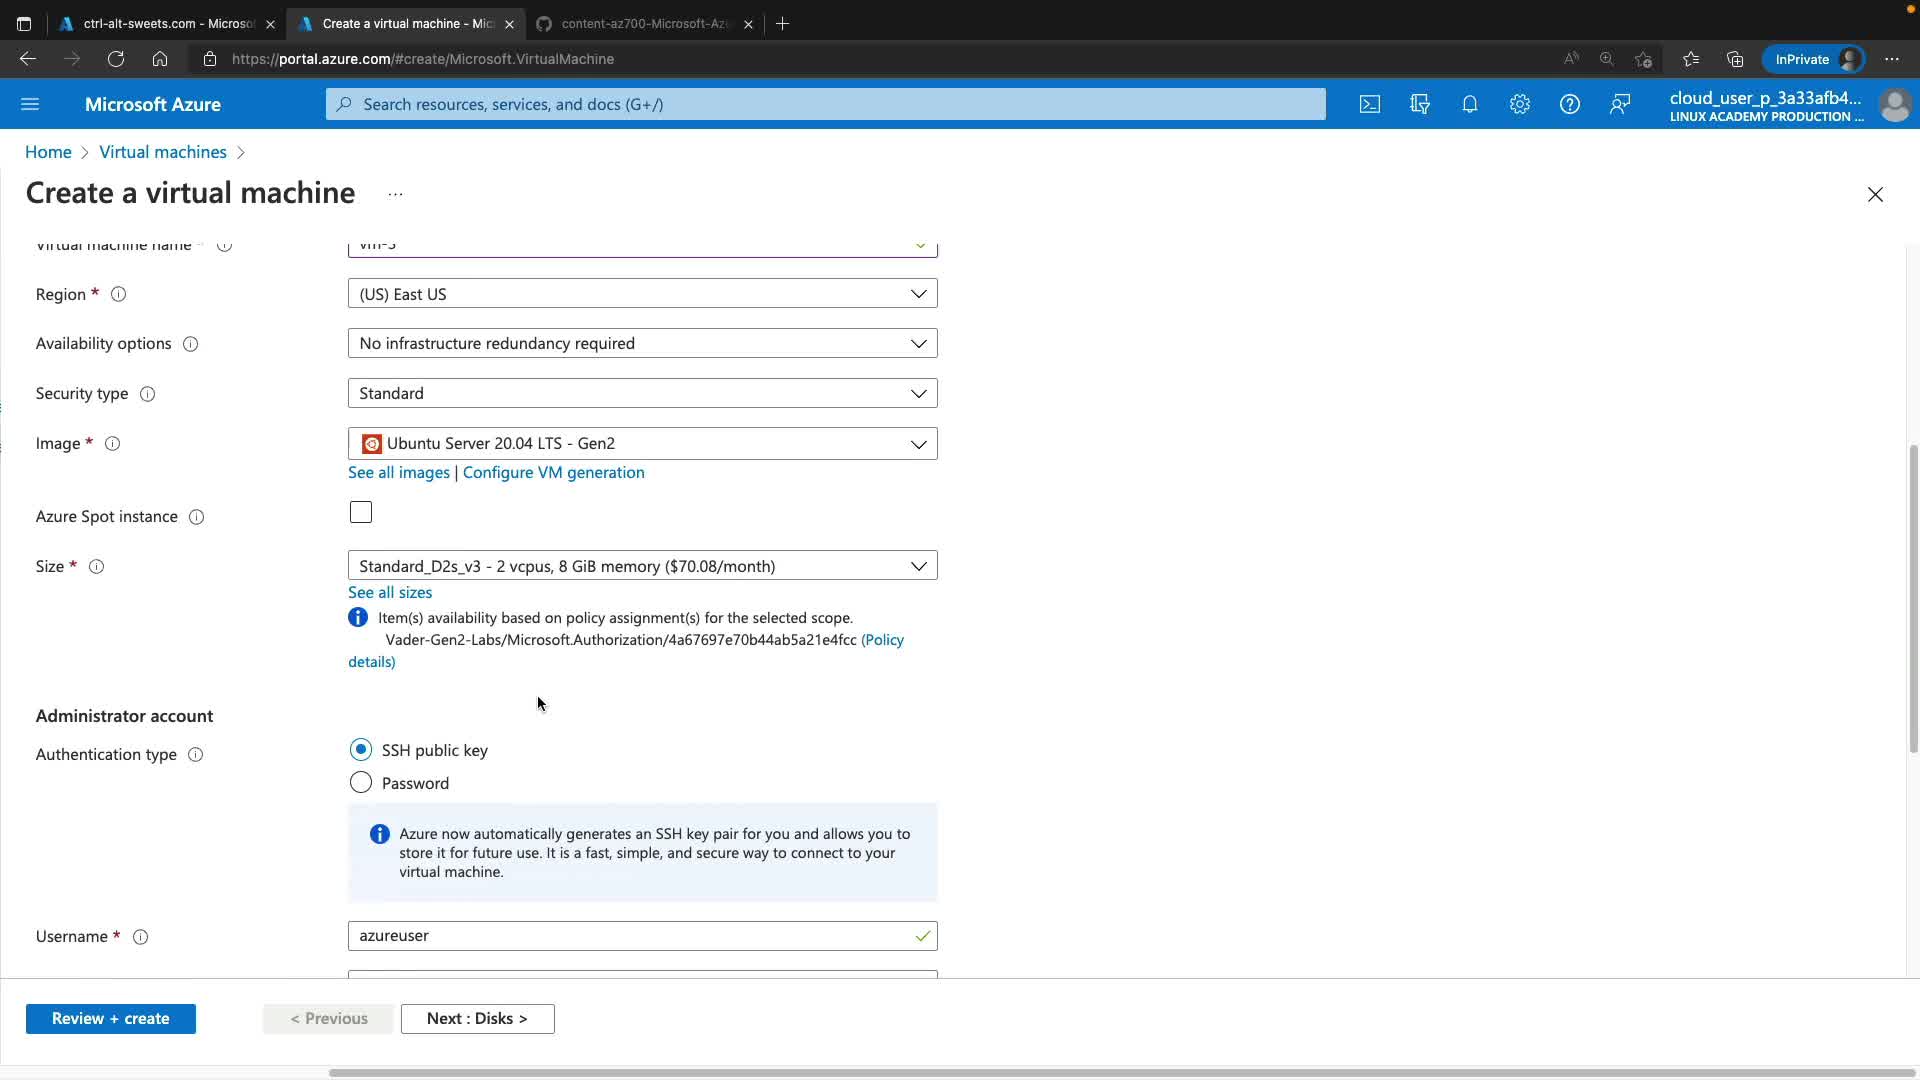 ctrl-alt-sweets.com - Microso
Create a virtual machine - Mic
content-az700-Microsoft-Az
https://portal.azure.com/#create/Microsoft.VirtualMachine
InPrivate
Microsoft Azure
Search resources, services, and docs (G+/)
cloud_user_p_3a33afb4...
LINUX ACADEMY PRODUCTION ...
Home > Virtual machines >
Create a virtual machine ...
Virtual machine name *
vm-3
Region *
(US) East US
Availability options
No infrastructure redundancy required
Security type
Standard
Image *
Ubuntu Server 20.04 LTS - Gen2
See all images | Configure VM generation
Azure Spot instance
Size *
Standard_D2s_v3 - 2 vcpus, 8 GiB memory ($70.08/month)
See all sizes
Item(s) availability based on policy assignment(s) for the selected scope.
Vader-Gen2-Labs/Microsoft.Authorization/4a67697e70b44ab5a21e4fcc (Policy
details)
Administrator account
Authentication type
SSH public key
Password
Azure now automatically generates an SSH key pair for you and allows you to
store it for future use. It is a fast, simple, and secure way to connect to your
virtual machine.
Username *
azureuser
Review + create
< Previous
Next : Disks >